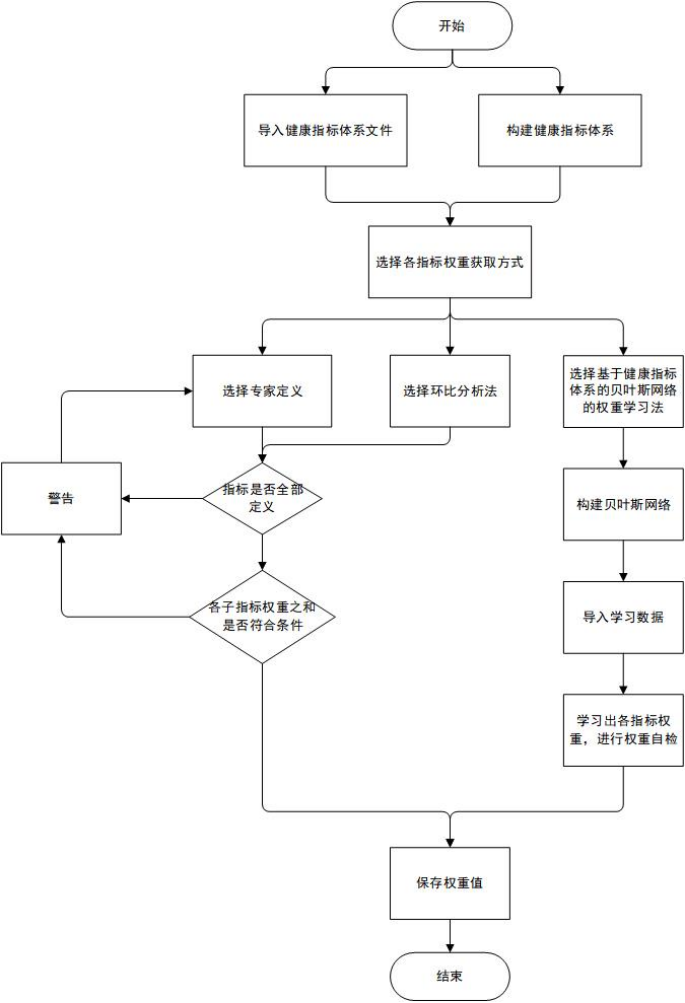 开始
导入健康指标体系文件
构建健康指标体系
选择各指标权重获取方式
选择专家定义
选择环比分析法
选择基于健康指标
体系的贝叶斯网络
的权重学习法
警告
指标是否全部
定义
构建贝叶斯网络
各子指标权重之和
是否符合条件
导入学习数据
学习出各指标权
重，进行权重自检
保存权重值
结束